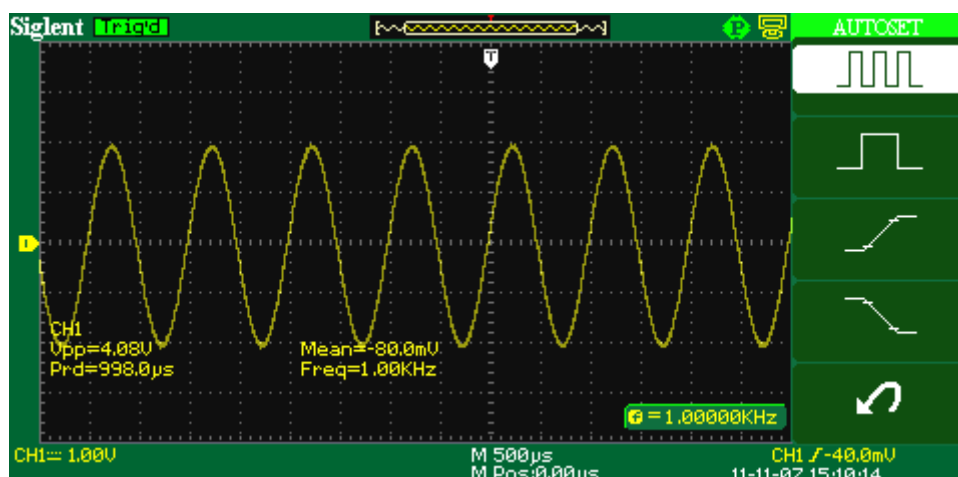 Siglent Trig'd P AUTOSET
T
1
CH1
Vpp=4.08V Mean=-80.0mV
Prd=998.0µs Freq=1.00KHz
f=1.00000KHz
CH1 1.00V M 500µs CH1 -40.0mV
M Pos:0.00µs 11-11-07 15:10:14